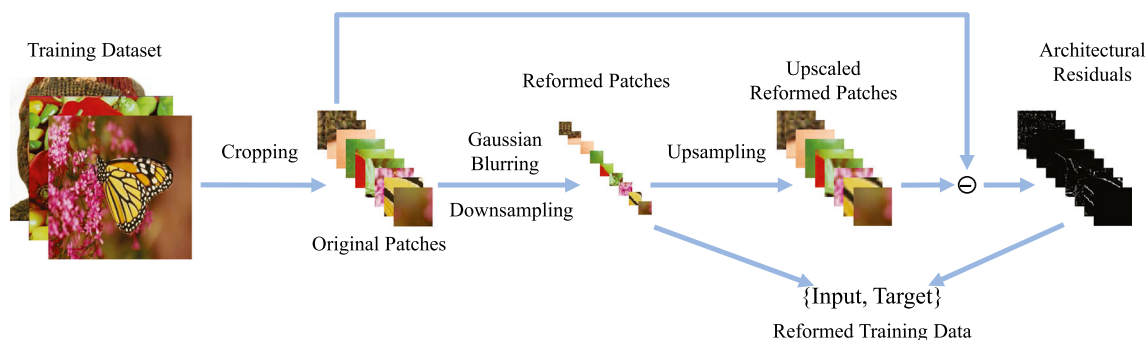 Training Dataset
Cropping
Original Patches
Gaussian
Blurring
Downsampling
Reformed Patches
Upsampling
Upscaled
Reformed Patches
Architectural
Residuals
{Input, Target}
Reformed Training Data